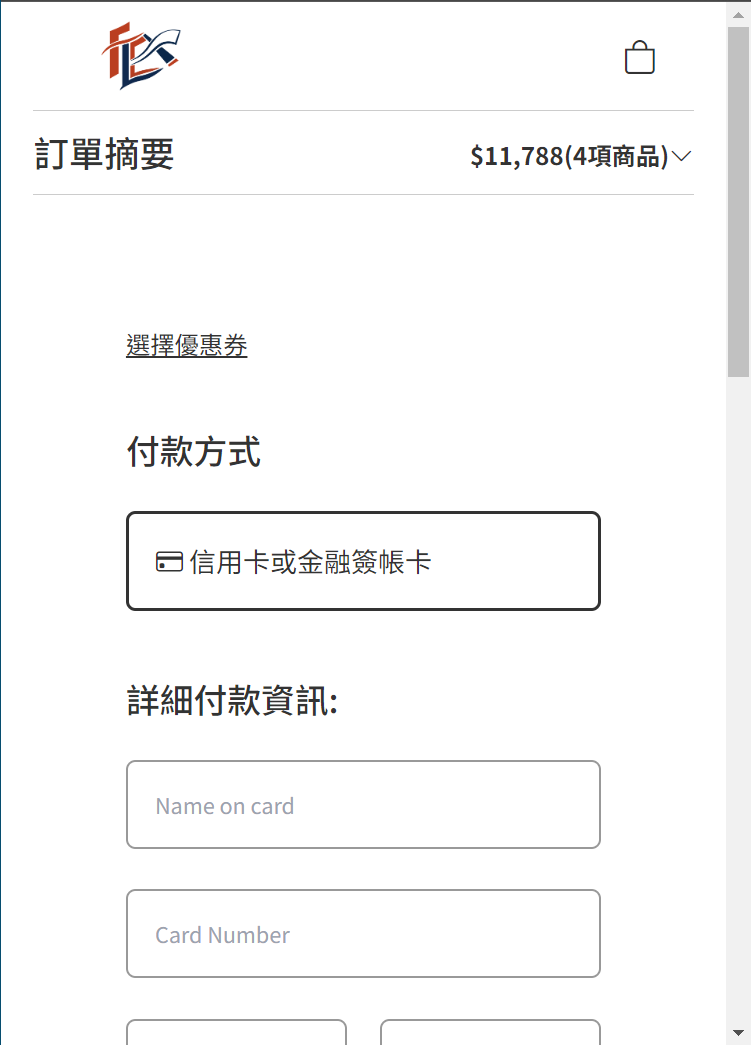 訂單摘要
$11,788(4項商品)
選擇優惠券
付款方式
信用卡或金融簽帳卡
詳細付款資訊:
Name on card
Card Number